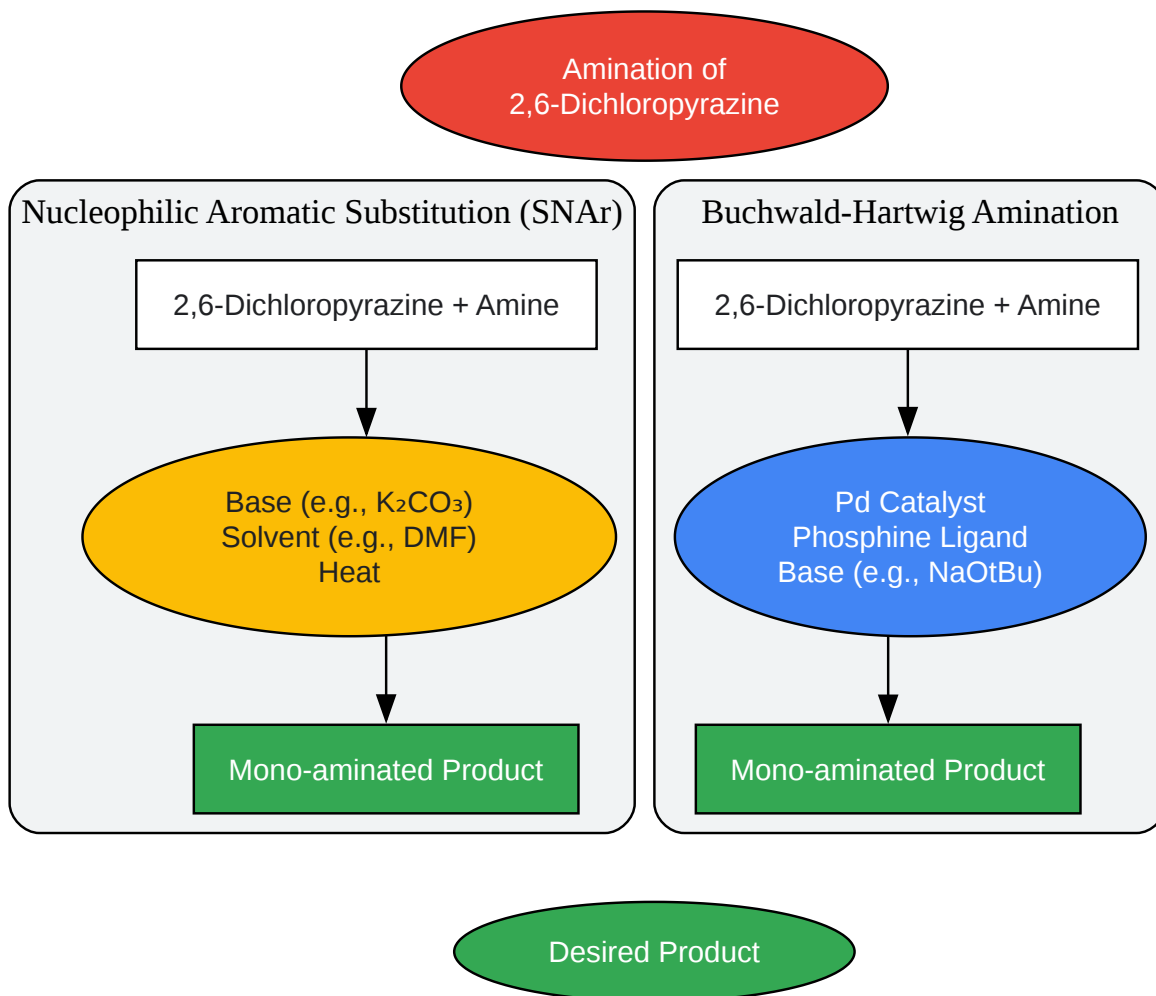 Amination of
2,6-Dichloropyrazine
Nucleophilic Aromatic Substitution (SNAr)
2,6-Dichloropyrazine + Amine
Base (e.g., K₂CO₃)
Solvent (e.g., DMF)
Heat
Mono-aminated Product
Buchwald-Hartwig Amination
2,6-Dichloropyrazine + Amine
Pd Catalyst
Phosphine Ligand
Base (e.g., NaOtBu)
Mono-aminated Product
Desired Product